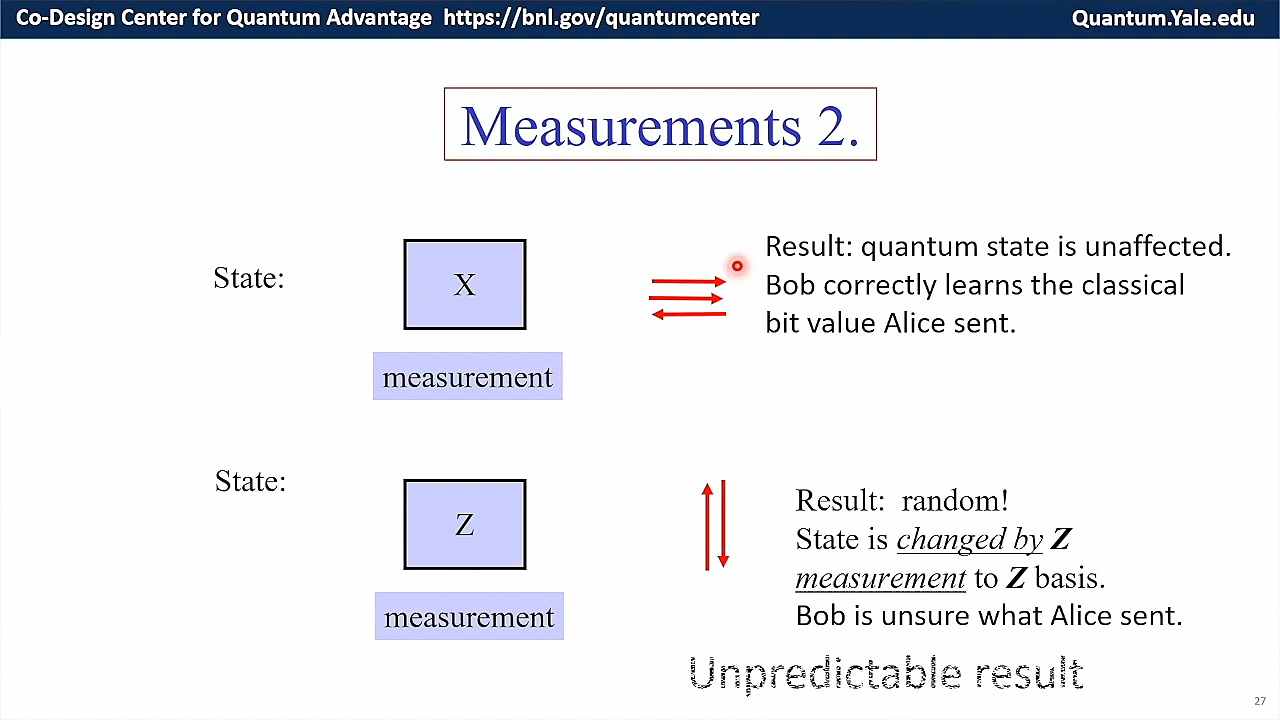 Co-Design Center for Quantum Advantage https://bnl.gov/quantumcenter
Quantum.Yale.edu
Measurements 2.
State:
X
measurement
Result: quantum state is unaffected.
Bob correctly learns the classical
bit value Alice sent.
State:
Z
measurement
Result: random!
State is changed by Z
measurement to Z basis.
Bob is unsure what Alice sent.
Unpredictable result
27